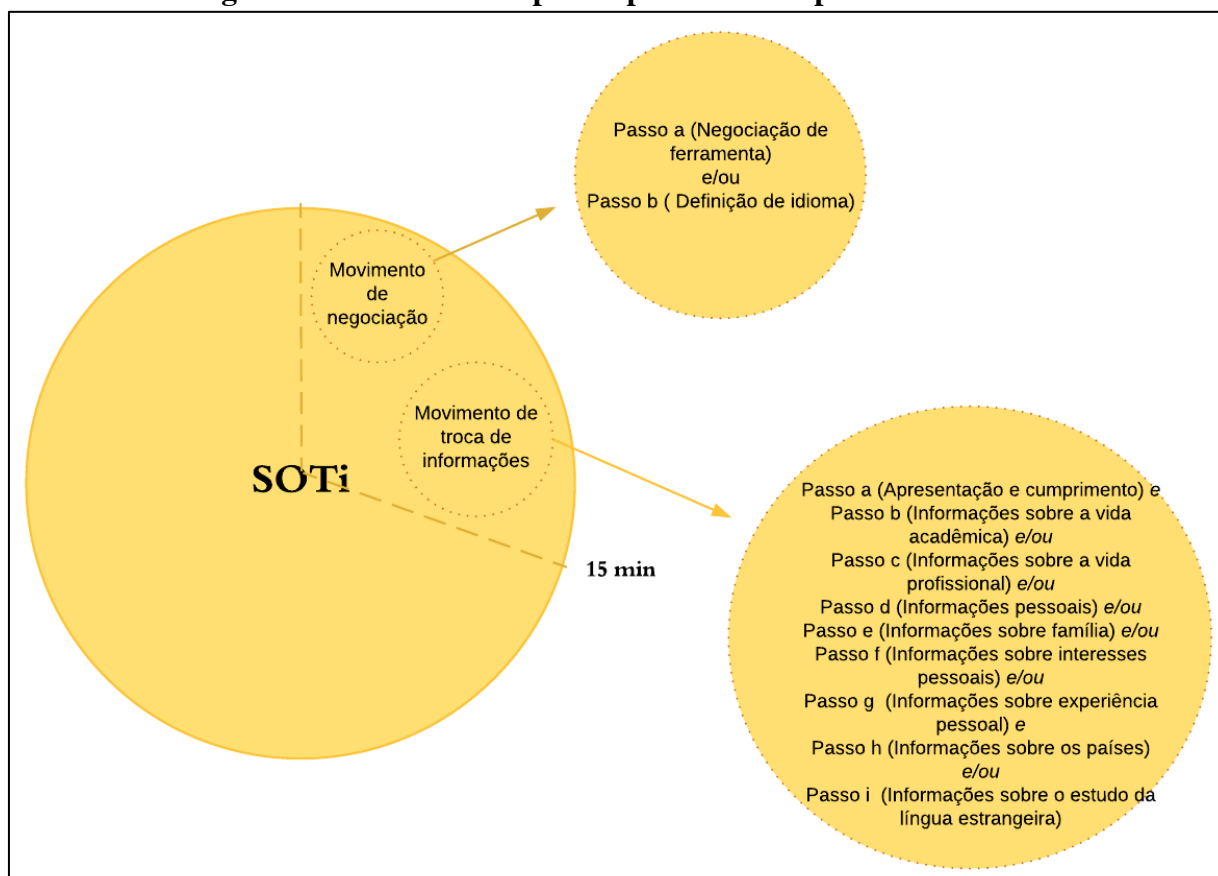 Passo a (Negociação de
ferramenta)
e/ou
Passo b ( Definição de idioma)
Movimento
de
negociação
Movimento de
troca de
informações
SOTi
15 min
Passo a (Apresentação e cumprimento) e
Passo b (Informações sobre a vida
acadêmica) e/ou
Passo c (Informações sobre a vida
profissional) e/ou
Passo d (Informações pessoais) e/ou
Passo e (Informações sobre família) e/ou
Passo f (Informações sobre interesses
pessoais) e/ou
Passo g (Informações sobre experiência
pessoal) e
Passo h (Informações sobre os países)
e/ou
Passo i (Informações sobre o estudo da
língua estrangeira)